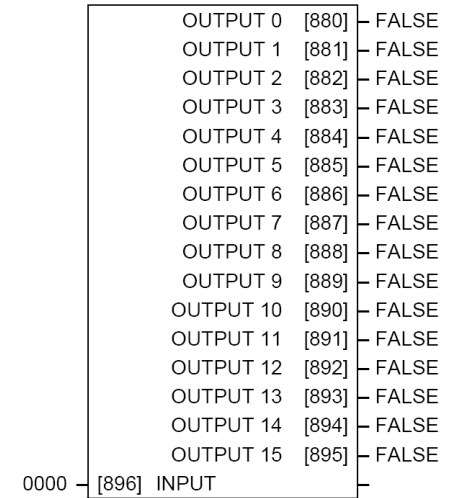 OUTPUT 0 [880] FALSE
OUTPUT 1 [881] FALSE
OUTPUT 2 [882] FALSE
OUTPUT 3 [883] FALSE
OUTPUT 4 [884] FALSE
OUTPUT 5 [885] FALSE
OUTPUT 6 [886] FALSE
OUTPUT 7 [887] FALSE
OUTPUT 8 [888] FALSE
OUTPUT 9 [889] FALSE
OUTPUT 10 [890] FALSE
OUTPUT 11 [891] FALSE
OUTPUT 12 [892] FALSE
OUTPUT 13 [893] FALSE
OUTPUT 14 [894] FALSE
OUTPUT 15 [895] FALSE
0000 [896] INPUT